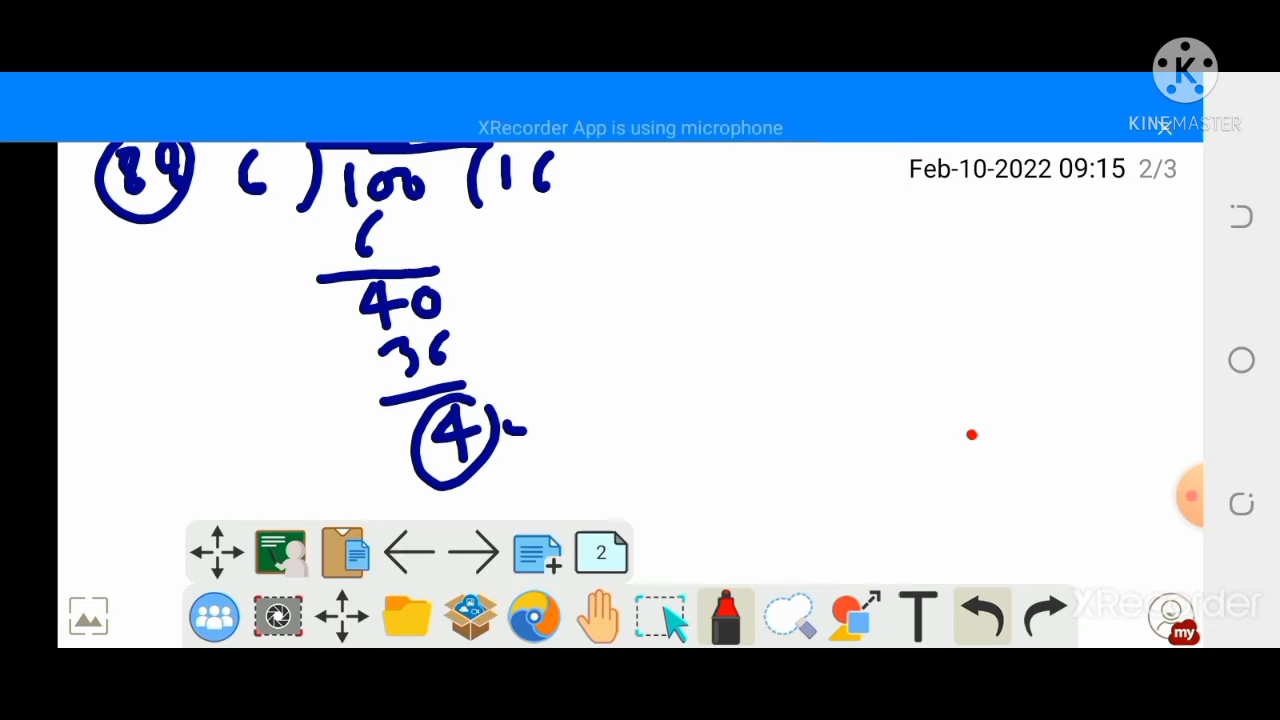 K
KINEMASTER
XRecorder App is using microphone
Feb-10-2022 09:15 2/3
84 6 ) 100 ( 16
6
40
36
4
2
T
XRecorder
my